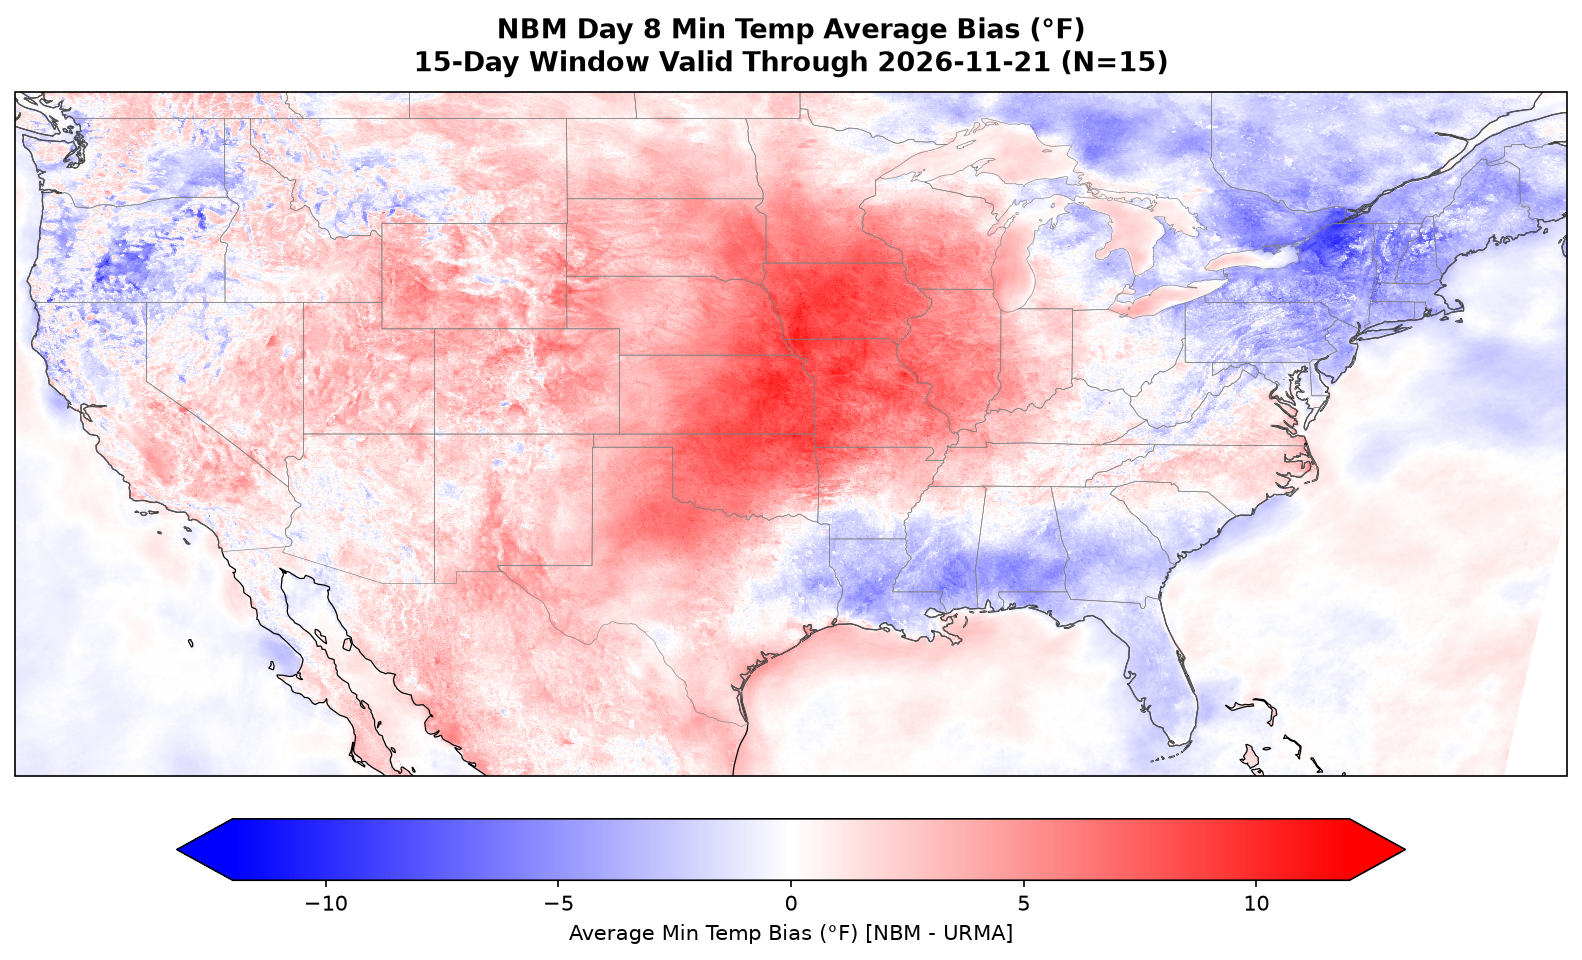 NBM Day 8 Min Temp Average Bias (°F)
15-Day Window Valid Through 2026-11-21 (N=15)
−10 −5 0 5 10
Average Min Temp Bias (°F) [NBM - URMA]